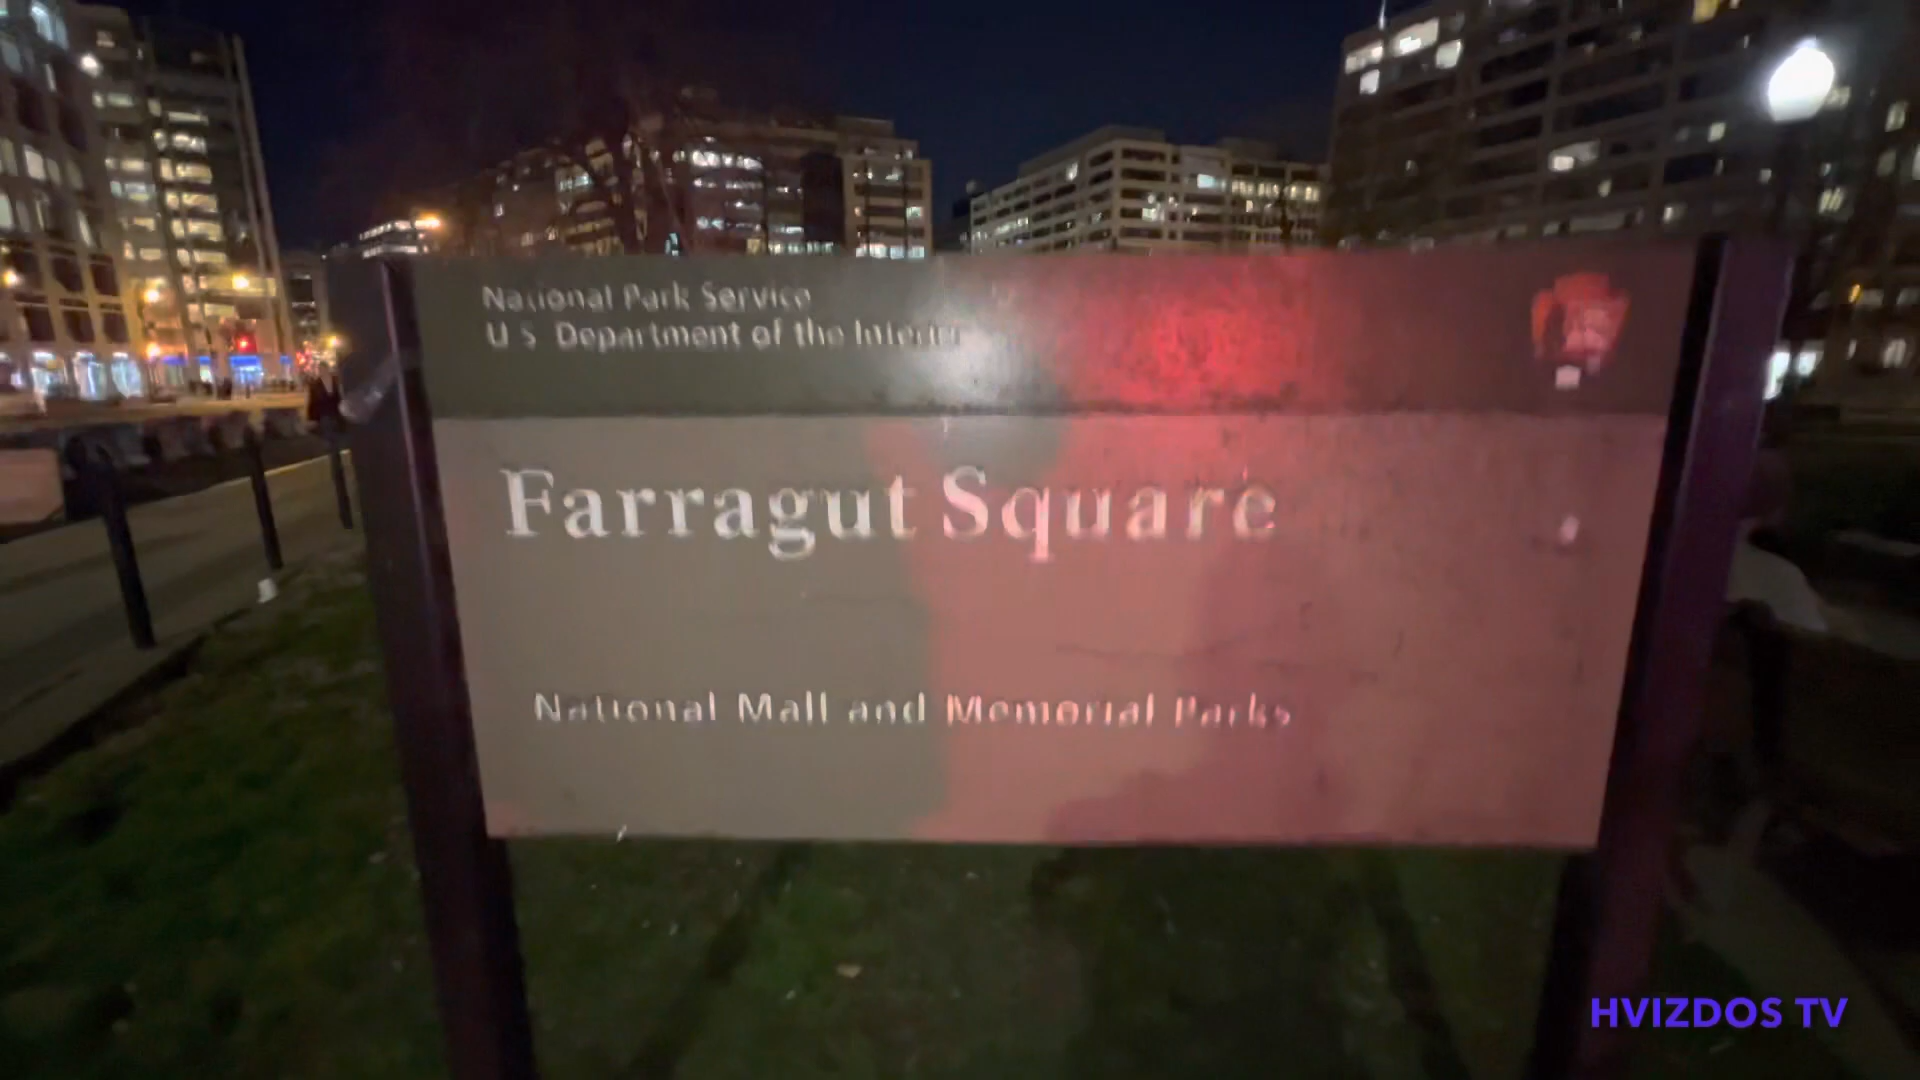 National Park Service
U.S. Department of the Interior
Farragut Square
National Mall and Memorial Parks
HVIZDOS TV